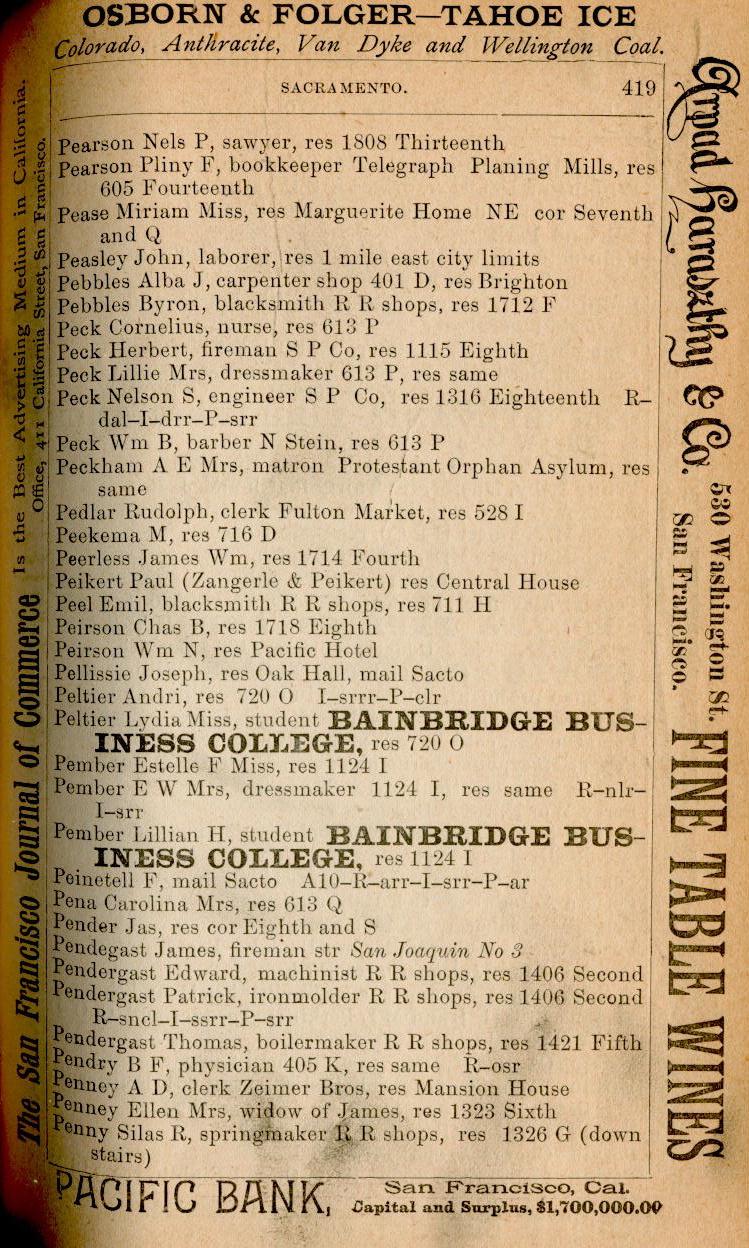 OSBORN & FOLGER—TAHOE ICE
Colorado, Anthracite, Van Dyke and Wellington Coal.
SACRAMENTO. 419
Pearson Nels P, sawyer, res 1808 Thirteenth
Pearson Pliny F, bookkeeper Telegraph Planing Mills, res
605 Fourteenth
Pease Miriam Miss, res Marguerite Home NE cor Seventh
and Q
Peasley John, laborer, res 1 mile east city limits
Pebbles Alba J, carpenter shop 401 D, res Brighton
Pebbles Byron, blacksmith R R shops, res 1712 F
Peck Cornelius, nurse, res 613 P
Peck Herbert, fireman S P Co, res 1115 Eighth
Peck Lillie Mrs, dressmaker 613 P, res same
Peck Nelson S, engineer S P Co, res 1316 Eighteenth R–
dal–I–drr–P–srr
Peck Wm B, barber N Stein, res 613 P
Peckham A E Mrs, matron Protestant Orphan Asylum, res
same
Pedlar Rudolph, clerk Fulton Market, res 528 I
Peekema M, res 716 D
Peerless James Wm, res 1714 Fourth
Peikert Paul (Zangerle & Peikert) res Central House
Peel Emil, blacksmith R R shops, res 711 H
Peirson Chas B, res 1718 Eighth
Peirson Wm N, res Pacific Hotel
Pellissie Joseph, res Oak Hall, mail Sacto
Peltier Andri, res 720 O I–srrr–P–clr
Peltier Lydia Miss, student BAINBRIDGE BUS-
INESS COLLEGE, res 720 O
Pember Estelle F Miss, res 1124 I
Pember E W Mrs, dressmaker 1124 I, res same R–nlr–
I–srr
Pember Lillian H, student BAINBRIDGE BUS-
INESS COLLEGE, res 1124 I
Peinetell F, mail Sacto A10–R–arr–I–srr–P–ar
Pena Carolina Mrs, res 613 Q
Pender Jas, res cor Eighth and S
Pendegast James, fireman str San Joaquin No 3
Pendergast Edward, machinist R R shops, res 1406 Second
Pendergast Patrick, ironmolder R R shops, res 1406 Second
R–sncl–I–ssrr–P–srr
Pendergast Thomas, boilermaker R R shops, res 1421 Fifth
Pendry B F, physician 405 K, res same R–osr
Penney A D, clerk Zeimer Bros, res Mansion House
Penney Ellen Mrs, widow of James, res 1323 Sixth
Penny Silas R, springmaker R R shops, res 1326 G (down
stairs)
PACIFIC BANK, San Francisco, Cal.
Capital and Surplus, $1,700,000.00
The San Francisco Journal of Commerce Is the Best Advertising Medium in California.
Office, 411 California Street, San Francisco.
Arpad Haraszthy & Co. 530 Washington St.
San Francisco.
FINE TABLE WINES